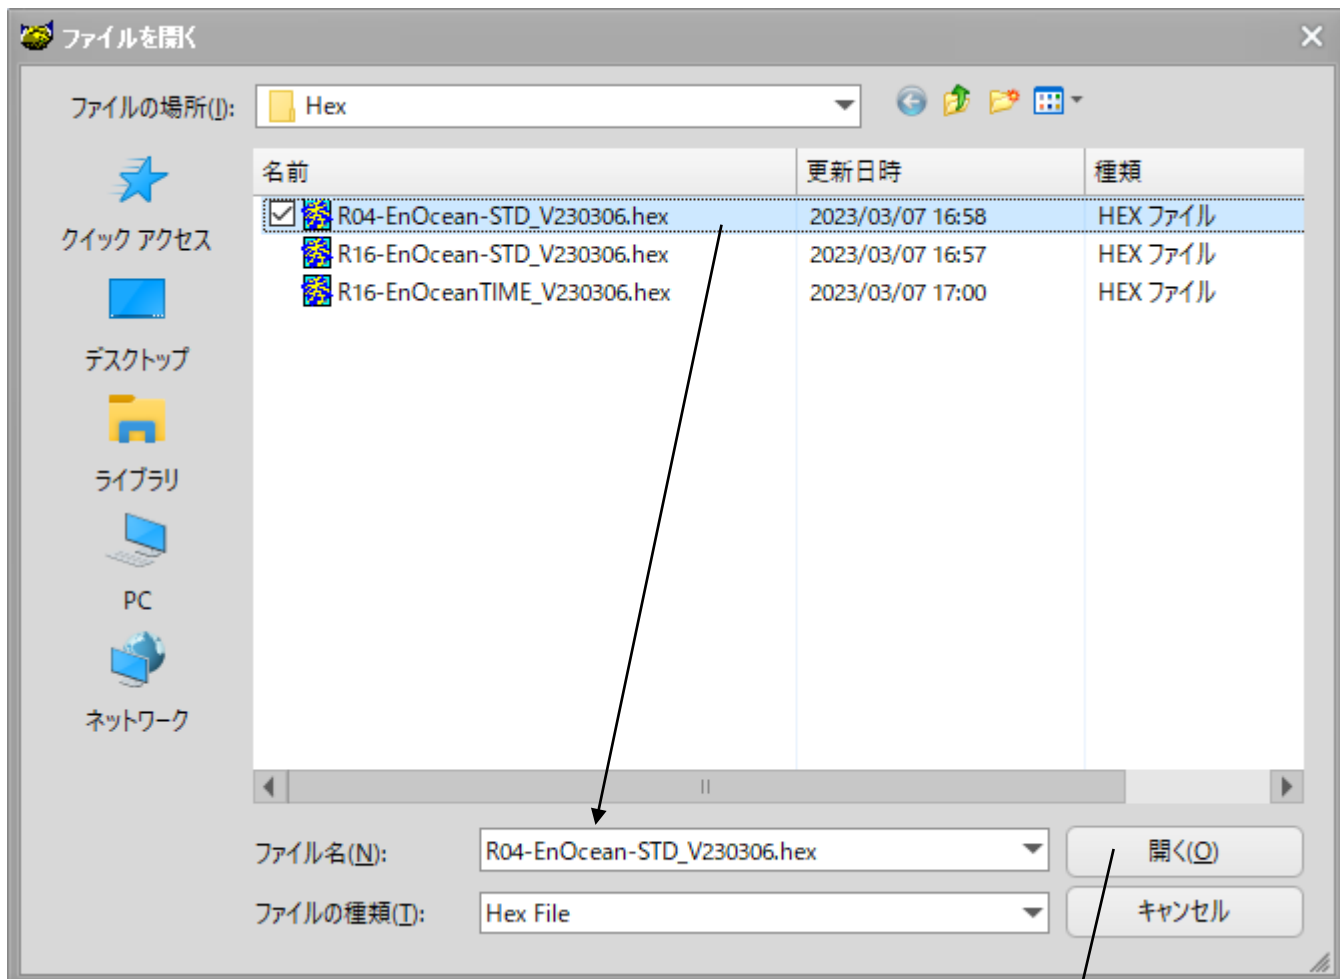 ファイルを開く
ファイルの場所(I): Hex
名前 更新日時 種類
R04-EnOcean-STD_V230306.hex 2023/03/07 16:58 HEX ファイル
R16-EnOcean-STD_V230306.hex 2023/03/07 16:57 HEX ファイル
R16-EnOceanTIME_V230306.hex 2023/03/07 17:00 HEX ファイル
クイック アクセス
デスクトップ
ライブラリ
PC
ネットワーク
ファイル名(N): R04-EnOcean-STD_V230306.hex 開く(O)
ファイルの種類(T): Hex File キャンセル